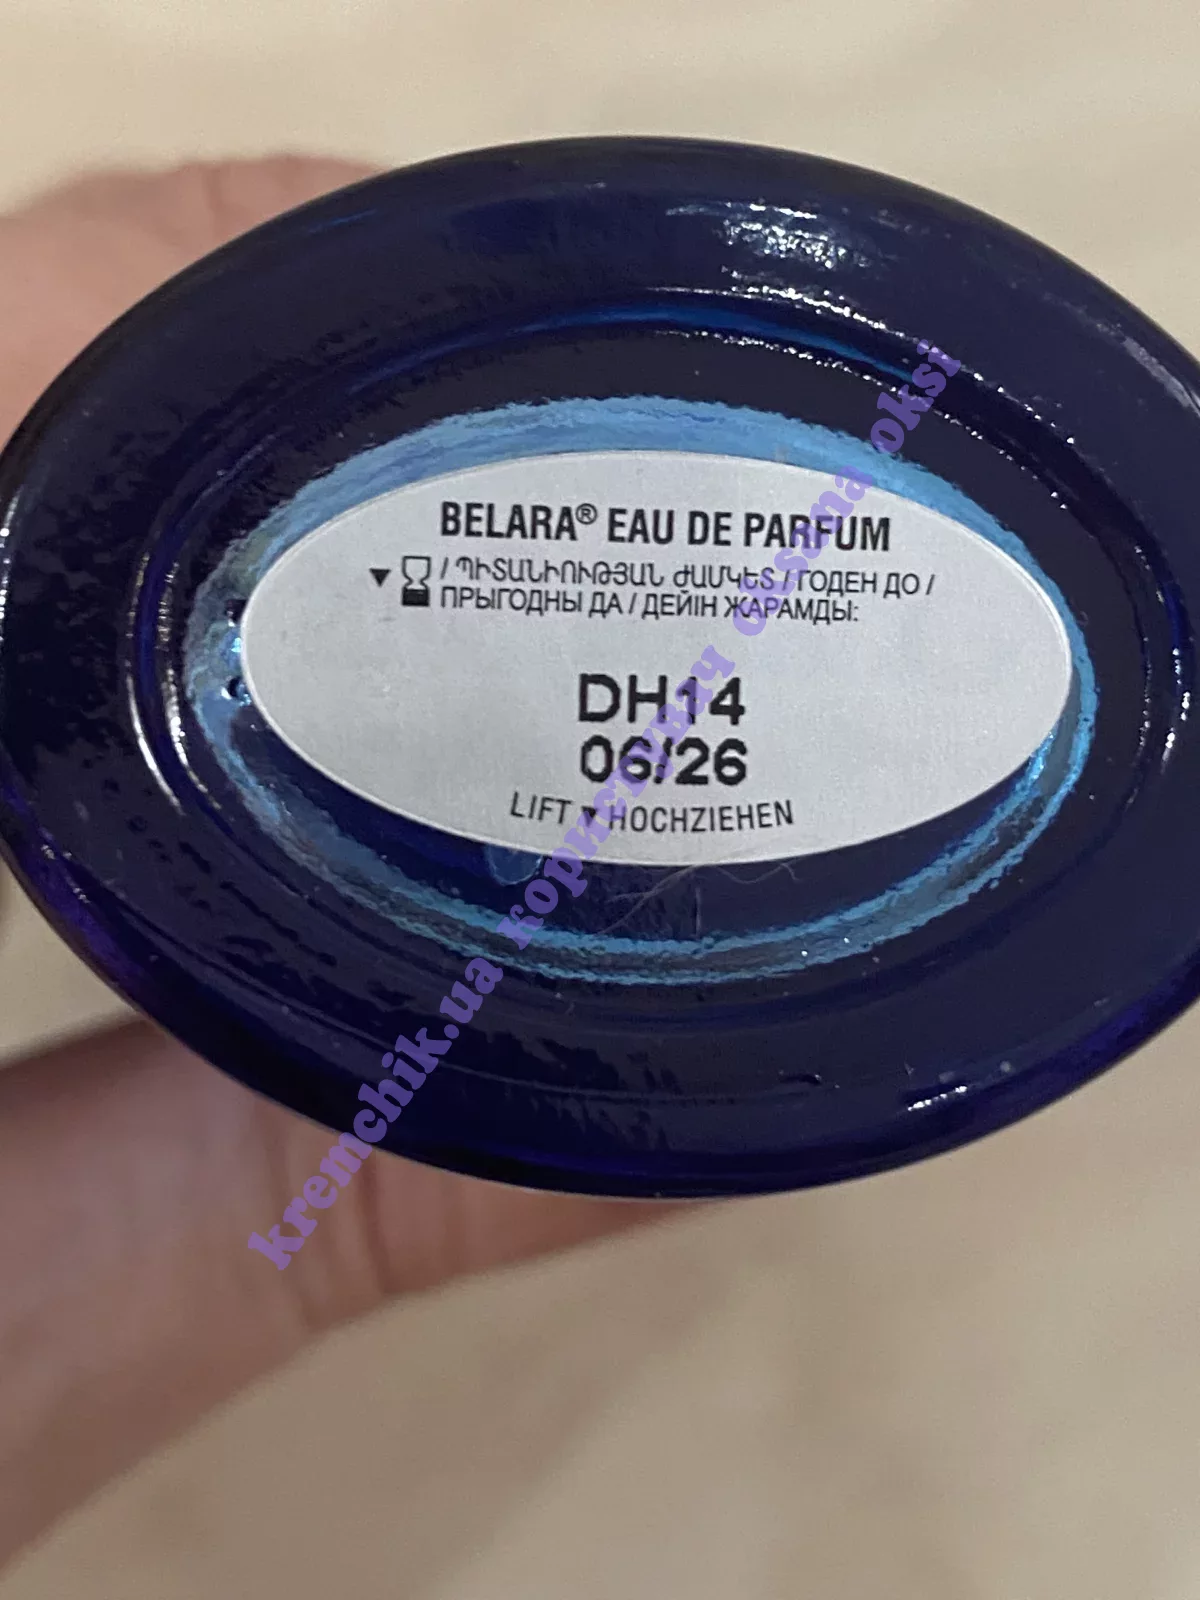 BELARA® EAU DE PARFUM
▼ / ՊԻՏԱՆԻՈՒԹՅԱՆ ԺԱՄԿԵՏ / ГОДЕН ДО /
ПРЫГОДНЫ ДА / ДЕЙІН ЖАРАМДЫ:
DH14
06/26
LIFT ▼ HOCHZIEHEN
kremchik.ua користувач oksana oksi